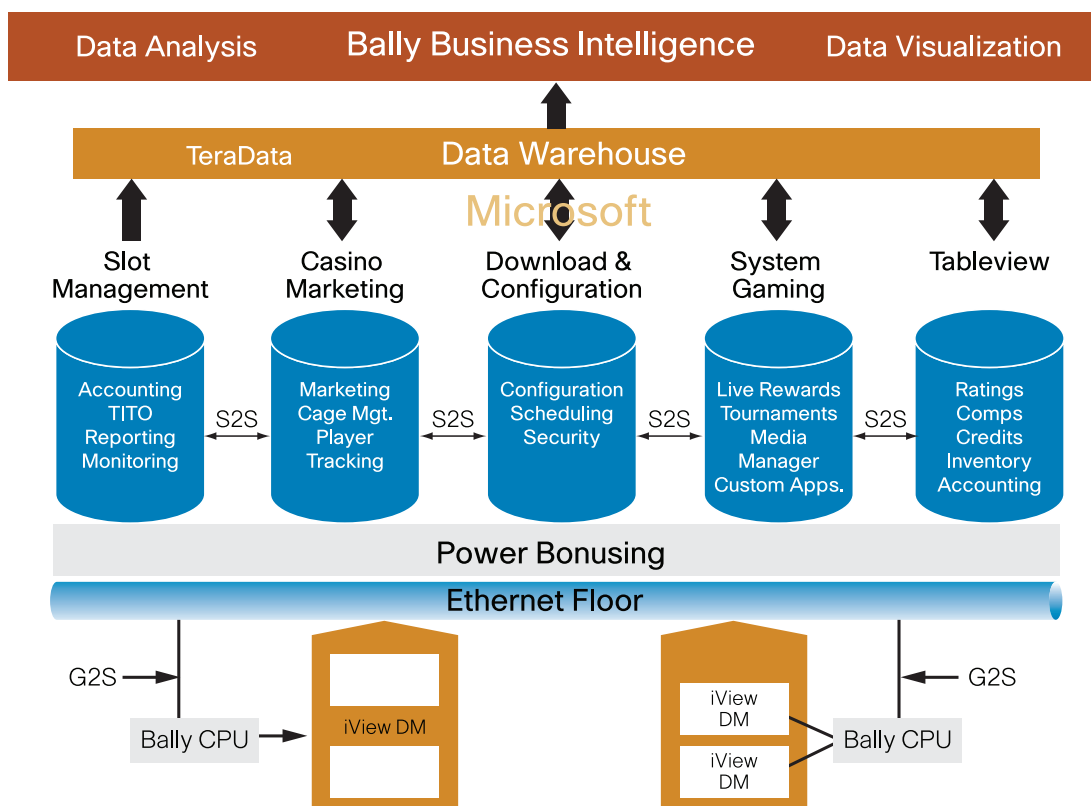 Data Analysis
Bally Business Intelligence
Data Visualization
TeraData
Data Warehouse
Microsoft
Slot
Management
Casino
Marketing
Download &
Configuration
System
Gaming
Tableview
Accounting
TITO
Reporting
Monitoring
S2S
Marketing
Cage Mgt.
Player
Tracking
S2S
Configuration
Scheduling
Security
S2S
Live Rewards
Tournaments
Media
Manager
Custom Apps.
S2S
Ratings
Comps
Credits
Inventory
Accounting
Power Bonusing
Ethernet Floor
G2S
Bally CPU
iView DM
iView
DM
iView
DM
G2S
Bally CPU